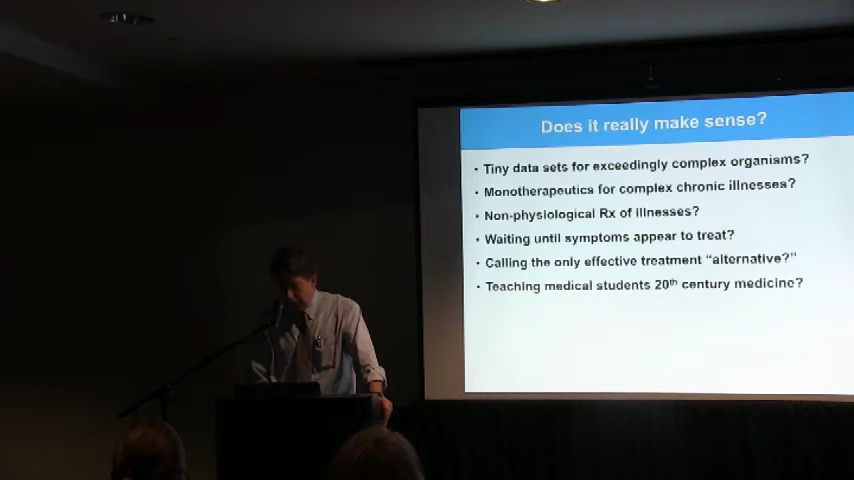 Does it really make sense?
• Tiny data sets for exceedingly complex organisms?
• Monotherapeutics for complex chronic illnesses?
• Non-physiological Rx of illnesses?
• Waiting until symptoms appear to treat?
• Calling the only effective treatment “alternative?”
• Teaching medical students 20th century medicine?